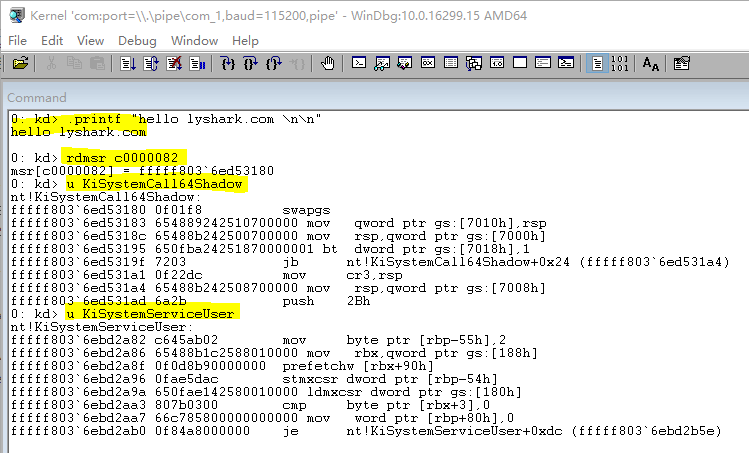 Kernel 'com:port=\\.\pipe\com_1,baud=115200,pipe' - WinDbg:10.0.16299.15 AMD64
File Edit View Debug Window Help
Command
0: kd> .printf "hello lyshark.com \n\n"
hello lyshark.com
0: kd> rdmsr c0000082
msr[c0000082] = fffff803`6ed53180
0: kd> u KiSystemCall64Shadow
nt!KiSystemCall64Shadow:
fffff803`6ed53180 0f01f8 swapgs
fffff803`6ed53183 654889242510700000 mov qword ptr gs:[7010h],rsp
fffff803`6ed5318c 65488b242500700000 mov rsp,qword ptr gs:[7000h]
fffff803`6ed53195 650fba24251870000001 bt dword ptr gs:[7018h],1
fffff803`6ed5319f 7203 jb nt!KiSystemCall64Shadow+0x24 (fffff803`6ed531a4)
fffff803`6ed531a1 0f22dc mov cr3,rsp
fffff803`6ed531a4 65488b242508700000 mov rsp,qword ptr gs:[7008h]
fffff803`6ed531ad 6a2b push 2Bh
0: kd> u KiSystemServiceUser
nt!KiSystemServiceUser:
fffff803`6ebd2a82 c645ab02 mov byte ptr [rbp-55h],2
fffff803`6ebd2a86 65488b1c2588010000 mov rbx,qword ptr gs:[188h]
fffff803`6ebd2a8f 0f0d8b90000000 prefetchw [rbx+90h]
fffff803`6ebd2a96 0fae5dac stmxcsr dword ptr [rbp-54h]
fffff803`6ebd2a9a 650fae142580010000 ldmxcsr dword ptr gs:[180h]
fffff803`6ebd2aa3 807b0300 cmp byte ptr [rbx+3],0
fffff803`6ebd2aa7 66c785800000000000 mov word ptr [rbp+80h],0
fffff803`6ebd2ab0 0f84a8000000 je nt!KiSystemServiceUser+0xdc (fffff803`6ebd2b5e)